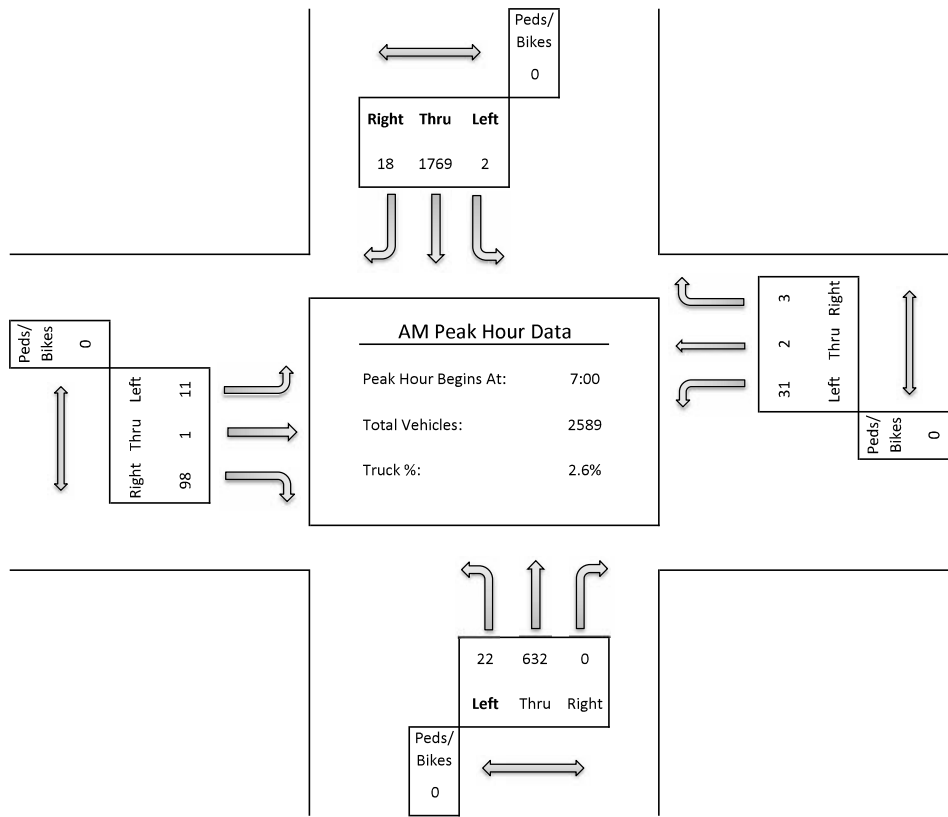 Peds/
Bikes
0
Right Thru Left
18 1769 2
3 Right
2 Thru
31 Left
Peds/
Bikes
0
Peds/
Bikes
0
Left 11
Thru 1
Right 98
AM Peak Hour Data
Peak Hour Begins At: 7:00
Total Vehicles: 2589
Truck %: 2.6%
22 632 0
Left Thru Right
Peds/
Bikes
0